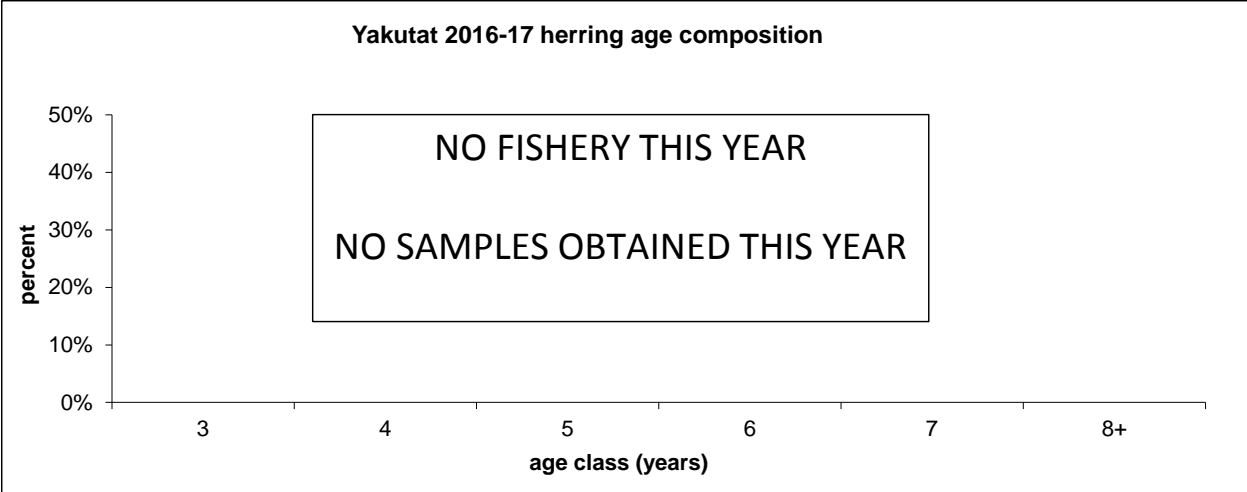 Yakutat 2016-17 herring age composition
50%
NO FISHERY THIS YEAR
40%
30%
NO SAMPLES OBTAINED THIS YEAR
percent
20%
10%
0%
3 4 5 6 7 8+
age class (years)